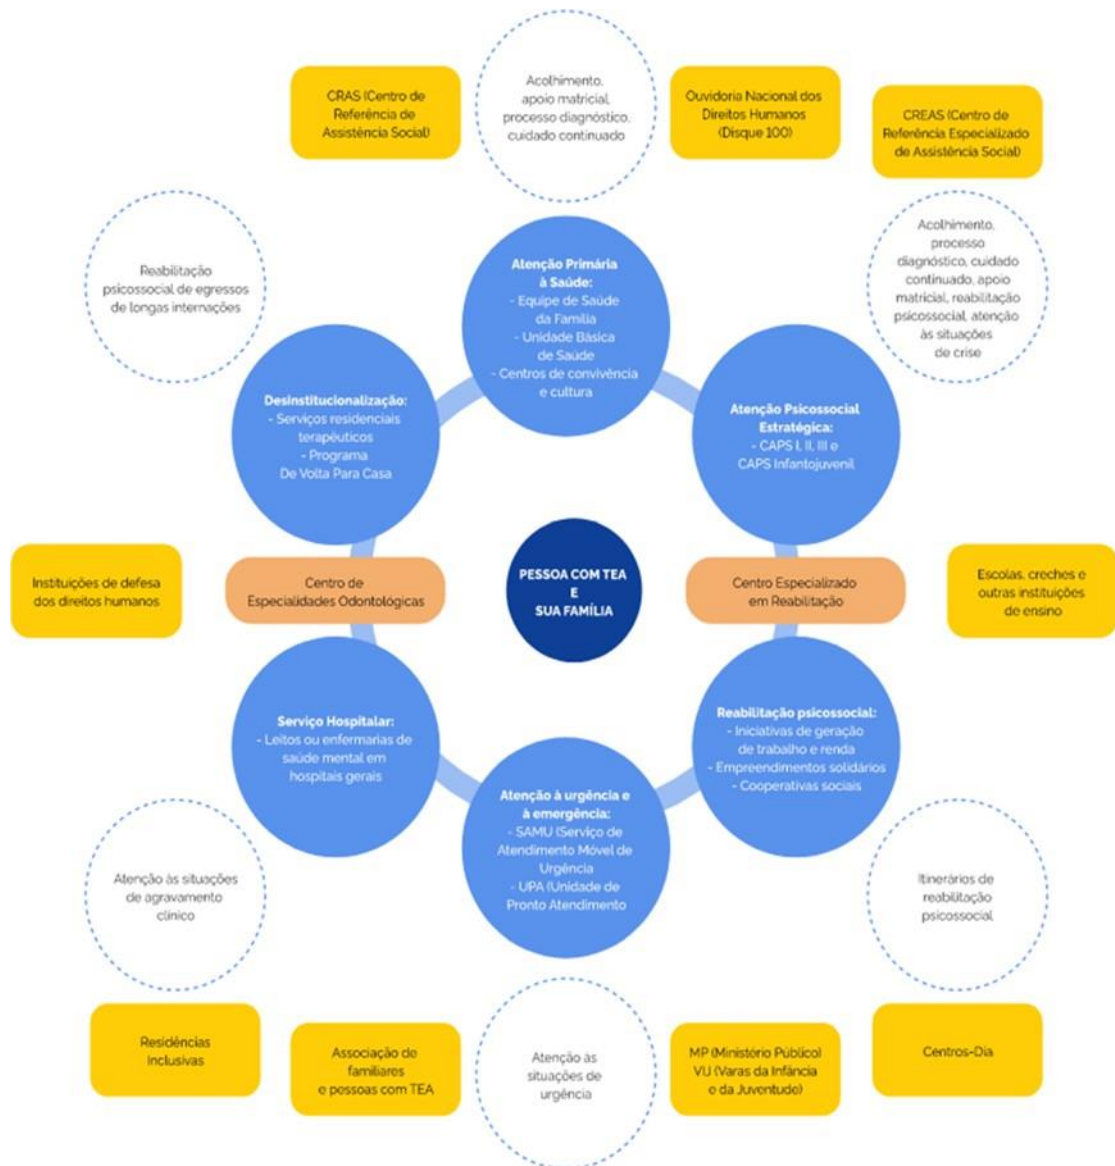 CRAS (Centro de
Referência de
Assistência Social)
Acolhimento,
apoio matricial,
processo diagnóstico,
cuidado continuado
Ouvidoria Nacional dos
Direitos Humanos
(Disque 100)
CREAS (Centro de
Referência Especializado
de Assistência Social)
Reabilitação
psicossocial de egressos
de longas internações
Atenção Primária
à Saúde:
- Equipe de Saúde
da Família
- Unidade Básica
de Saúde
- Centros de convivência
e cultura
Acolhimento,
processo
diagnóstico, cuidado
continuado, apoio
matricial, reabilitação
psicossocial, atenção
às situações
de crise
Desinstitucionalização:
- Serviços residenciais
terapêuticos
- Programa
De Volta Para Casa
Atenção Psicossocial
Estratégica:
- CAPS I, II, III e
CAPS Infantojuvenil
Instituições de defesa
dos direitos humanos
Centro de
Especialidades Odontológicas
PESSOA COM TEA
E
SUA FAMÍLIA
Centro Especializado
em Reabilitação
Escolas, creches e
outras instituições
de ensino
Serviço Hospitalar:
- Leitos ou enfermarias de
saúde mental em
hospitais gerais
Atenção à urgência e
à emergência:
- SAMU (Serviço de
Atendimento Móvel de
Urgência
- UPA (Unidade de
Pronto Atendimento
Reabilitação psicossocial:
- Iniciativas de geração
de trabalho e renda
- Empreendimentos solidários
- Cooperativas sociais
Atenção às situações
de agravamento
clínico
Itinerários de
reabilitação
psicossocial
Residências
Inclusivas
Associação de
familiares
e pessoas com TEA
Atenção às
situações de
urgência
MP (Ministério Público)
VIJ (Varas da Infância
e da Juventude)
Centros-Dia